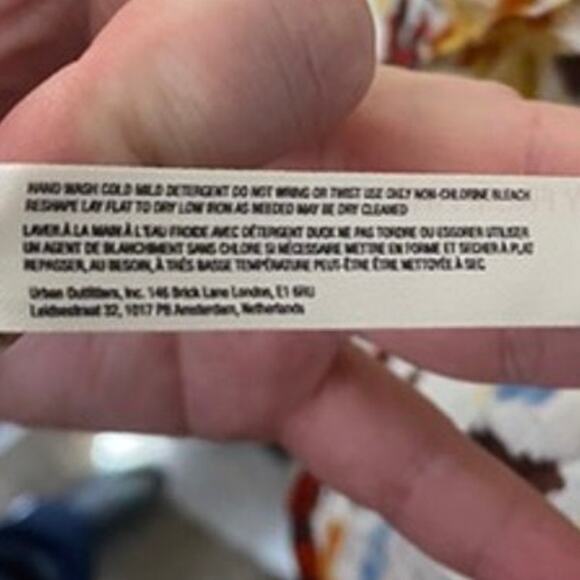 HAND WASH COLD MILD DETERGENT DO NOT WRING OR TWIST USE ONLY NON-CHLORINE BLEACH
RESHAPE LAY FLAT TO DRY LOW IRON AS NEEDED MAY BE DRY CLEANED
LAVER À LA MAIN À L'EAU FROIDE AVEC DÉTERGENT DOUX NE PAS TORDRE OU ESSORER UTILISER
UN AGENT DE BLANCHIMENT SANS CHLORE SI NÉCESSAIRE METTRE EN FORME ET SECHER À PLAT
REPASSER, AU BESOIN, À TRÈS BASSE TEMPÉRATURE PEUT-ÊTRE ÊTRE NETTOYÉE À SEC
Urban Outfitters, Inc. 146 Brick Lane London, E1 6RU
Leidsestraat 32, 1017 PB Amsterdam, Netherlands